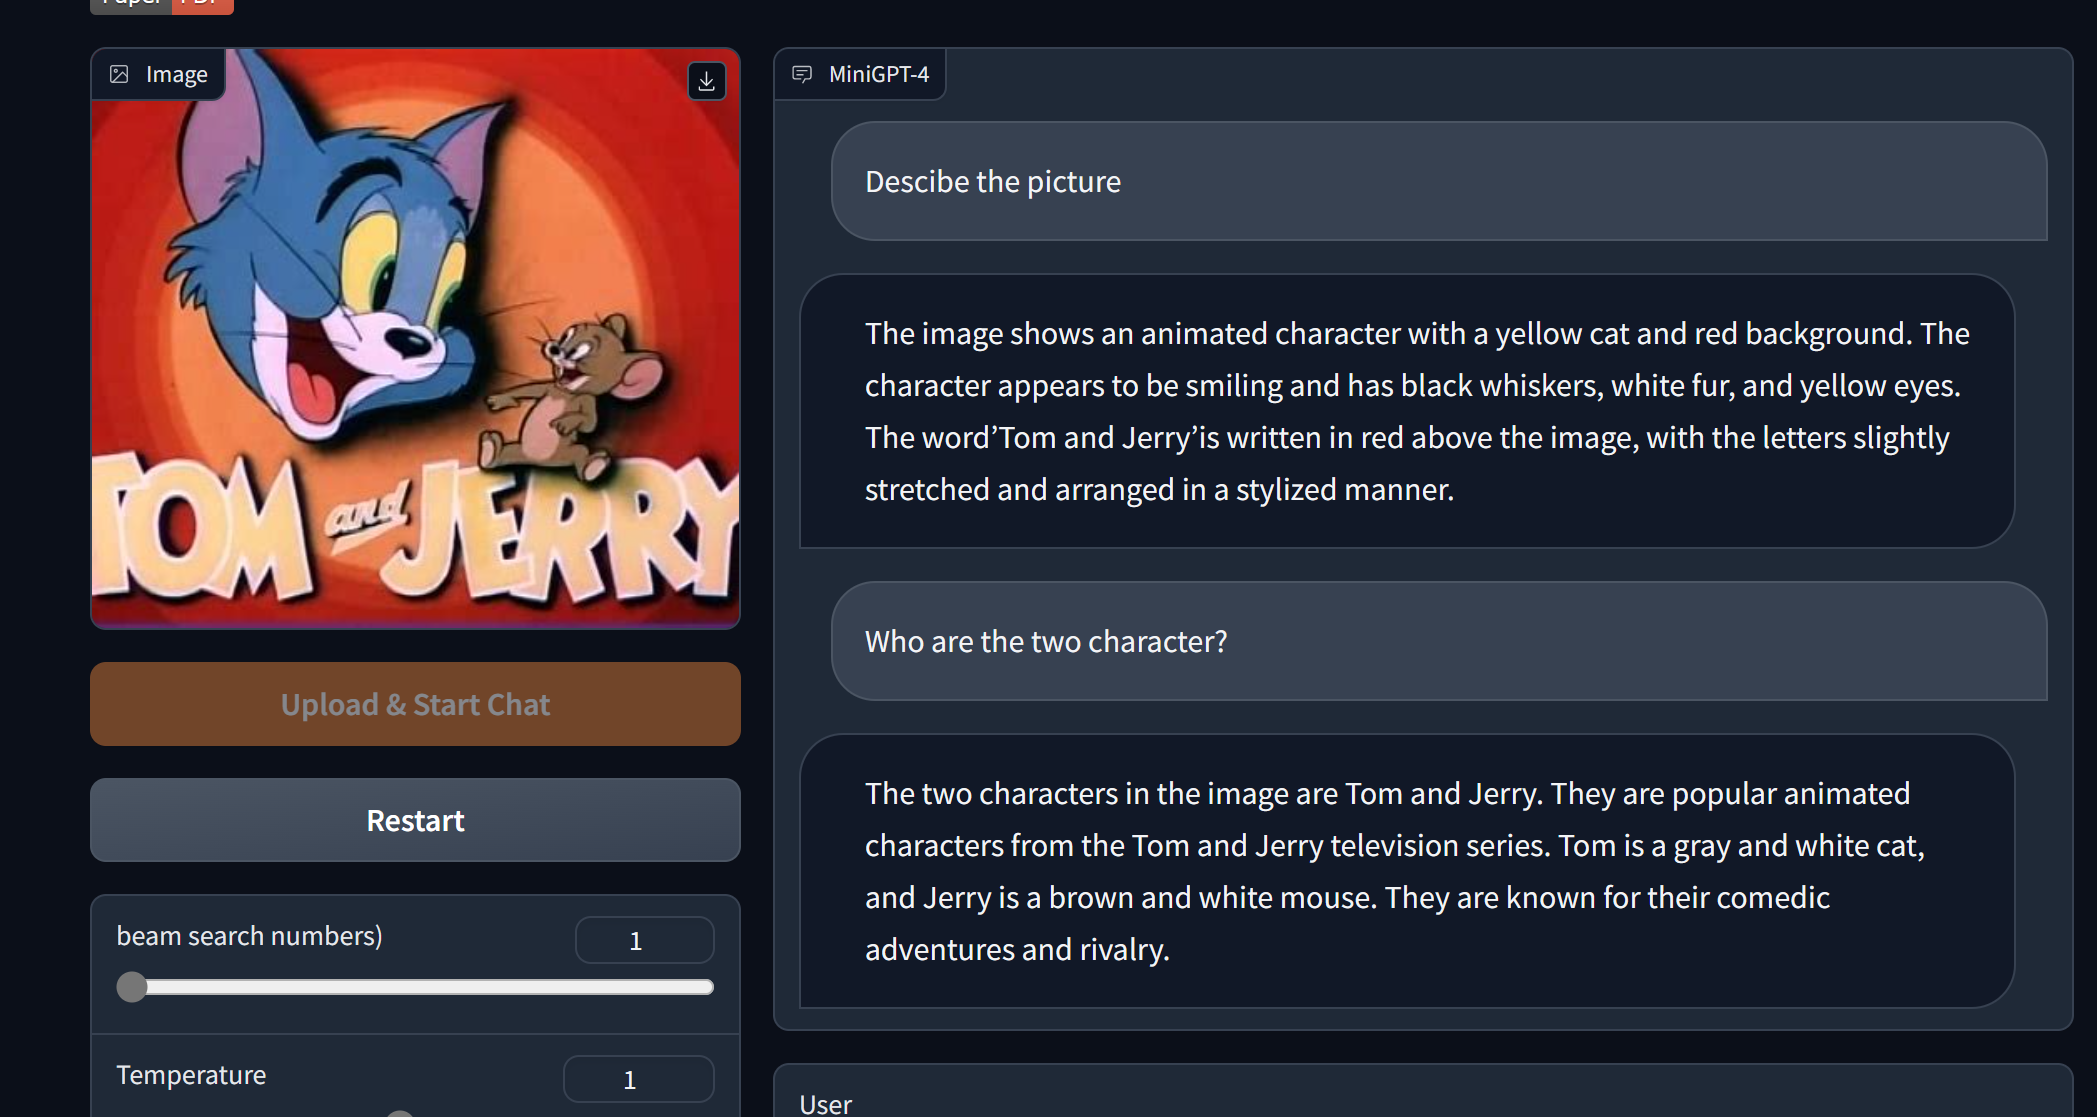 Paper PDF
Image
TOM and JERRY
Upload & Start Chat
Restart
beam search numbers)
1
Temperature
1
MiniGPT-4
Descibe the picture
The image shows an animated character with a yellow cat and red background. The
character appears to be smiling and has black whiskers, white fur, and yellow eyes.
The word’Tom and Jerry’is written in red above the image, with the letters slightly
stretched and arranged in a stylized manner.
Who are the two character?
The two characters in the image are Tom and Jerry. They are popular animated
characters from the Tom and Jerry television series. Tom is a gray and white cat,
and Jerry is a brown and white mouse. They are known for their comedic
adventures and rivalry.
User